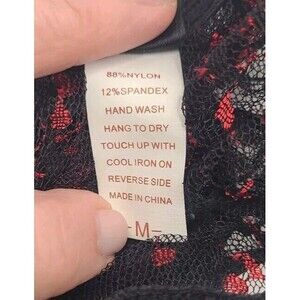 88%NYLON
12%SPANDEX
HAND WASH
HANG TO DRY
TOUCH UP WITH
COOL IRON ON
REVERSE SIDE
MADE IN CHINA
-M-